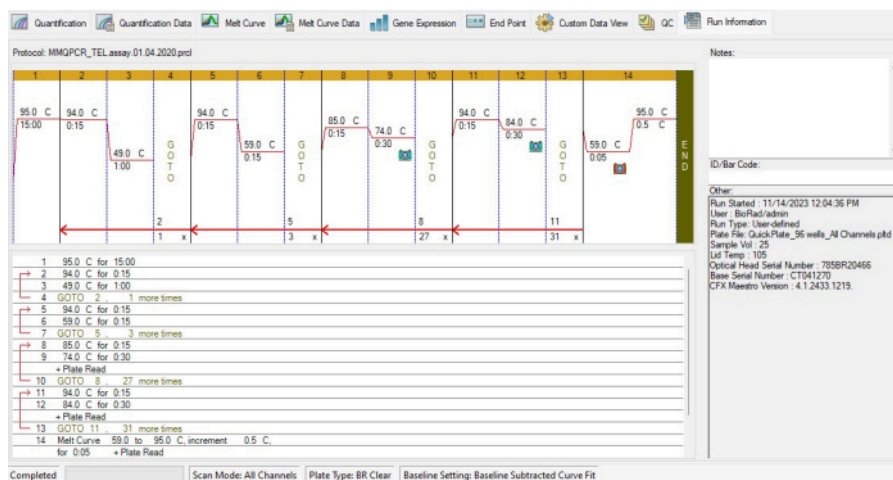 Quantification Quantification Data Melt Curve Melt Curve Data Gene Expression End Point Custom Data View QC Run Information
Protocol: MMQPCR_TEL.assay.01.04.2020.prcl
1 2 3 4 5 6 7 8 9 10 11 12 13 14
95.0 C 94.0 C 94.0 C 85.0 C 94.0 C 95.0 C
15:00 0:15 0:15 0:15 74.0 C 0:15 84.0 C 0.5 C
49.0 C 59.0 C 0:30 0:30 59.0 C
1:00 0:15 0:05
GOTO GOTO GOTO GOTO END
2 5 8 11
1 x 3 x 27 x 31 x
1 95.0 C for 15:00
2 94.0 C for 0:15
3 49.0 C for 1:00
4 GOTO 2 , 1 more times
5 94.0 C for 0:15
6 59.0 C for 0:15
7 GOTO 5 , 3 more times
8 85.0 C for 0:15
9 74.0 C for 0:30
+ Plate Read
10 GOTO 8 , 27 more times
11 94.0 C for 0:15
12 84.0 C for 0:30
+ Plate Read
13 GOTO 11 , 31 more times
14 Melt Curve 59.0 to 95.0 C, increment 0.5 C,
for 0:05 + Plate Read
Notes:
ID/Bar Code:
Other:
Run Started : 11/14/2023 12:04:36 PM
User : BioRad/admin
Run Type: User-defined
Plate File: QuickPlate_96 wells_All Channels.pltd
Sample Vol : 25
Lid Temp : 105
Optical Head Serial Number : 785BR20466
Base Serial Number : CT041270
CFX Maestro Version : 4.1.2433.1219.
Completed Scan Mode: All Channels Plate Type: BR Clear Baseline Setting: Baseline Subtracted Curve Fit